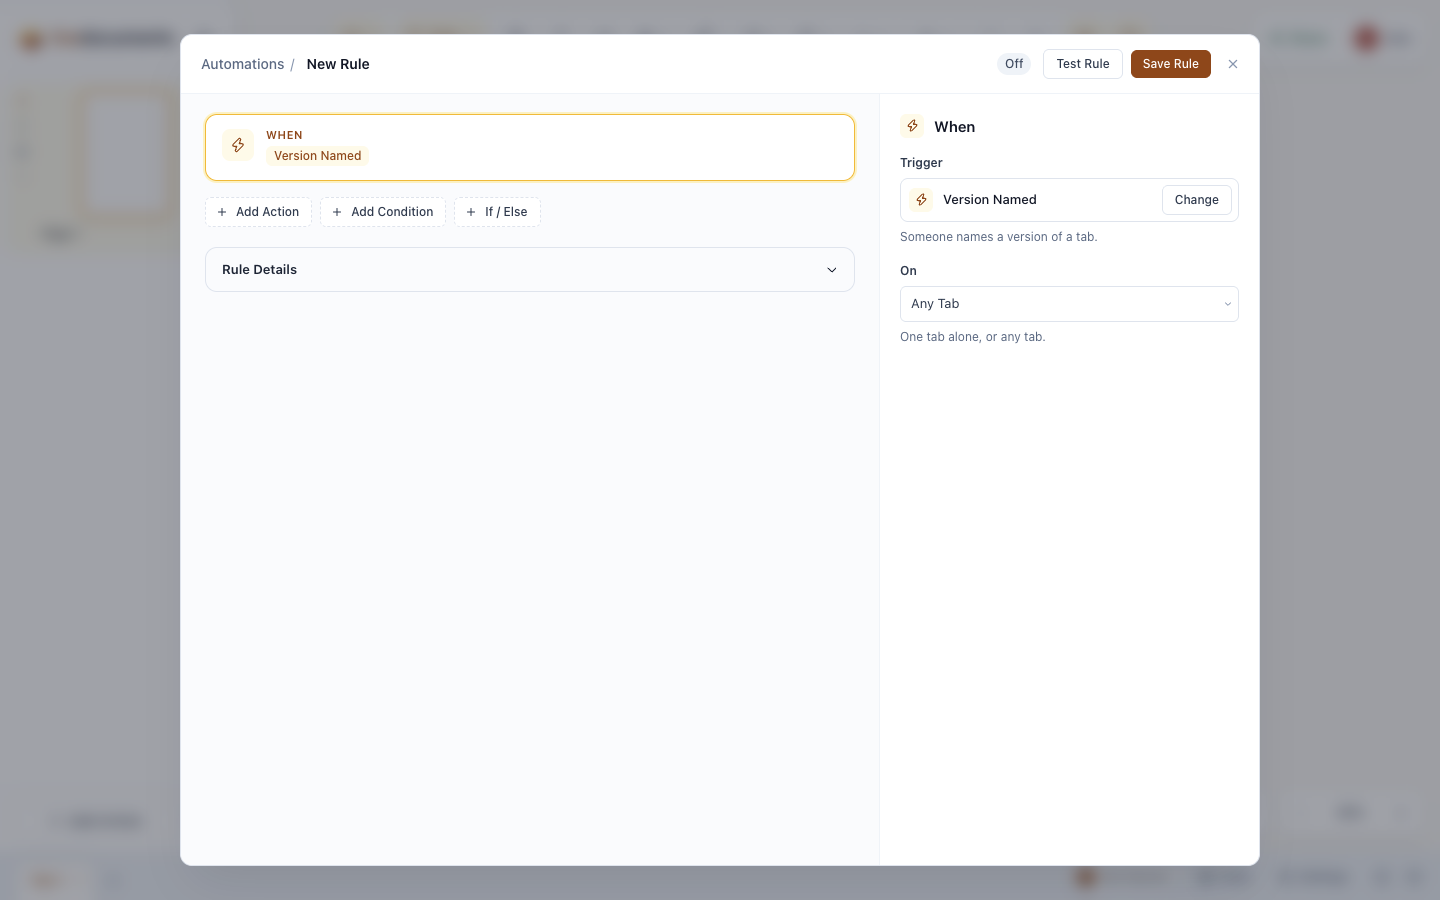 Automations / New Rule
Off
Test Rule
Save Rule
WHEN
Version Named
Add Action
Add Condition
If / Else
Rule Details
When
Trigger
Version Named
Change
Someone names a version of a tab.
On
Any Tab
One tab alone, or any tab.